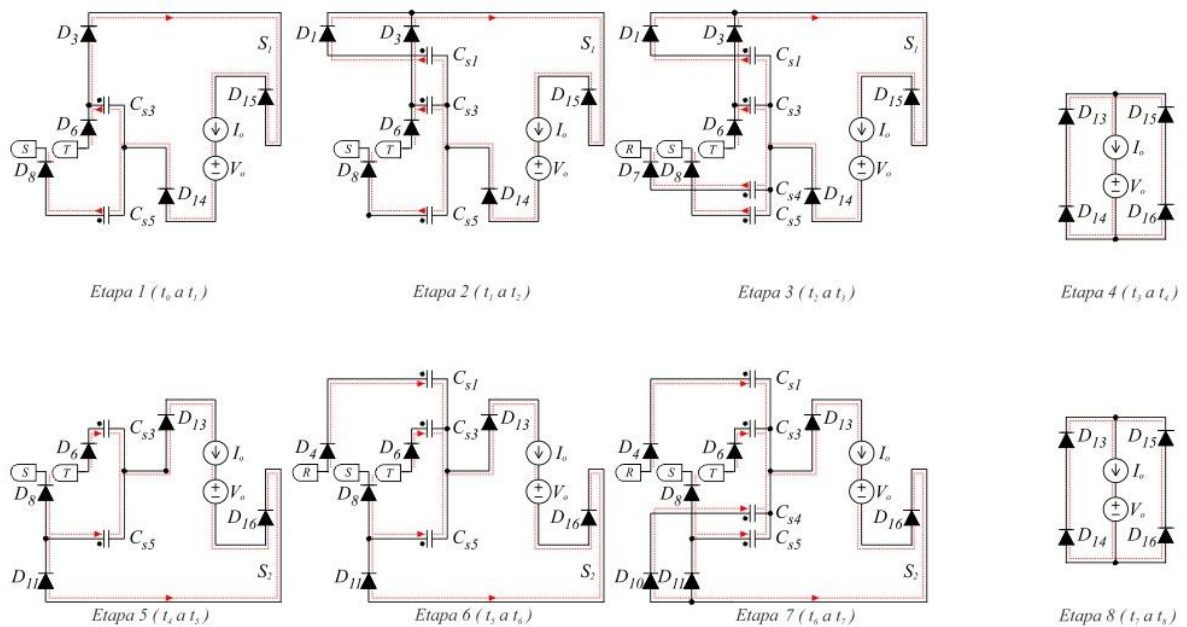 D3
S1
Cs3
D15
D6
Io
S
T
Vo
D8
D14
Cs5
Etapa 1 ( t0 a t1 )
D1
D3
Cs1
S1
Cs3
D15
D6
Io
S
T
Vo
D8
D14
Cs5
Etapa 2 ( t1 a t2 )
D1
D3
Cs1
S1
Cs3
D15
D6
Io
R
S
T
Vo
D7
D8
Cs4
D14
Cs5
Etapa 3 ( t2 a t3 )
D13
D15
Io
Vo
D14
D16
Etapa 4 ( t3 a t4 )
Cs3
D13
D6
Io
S
T
D8
Vo
D16
Cs5
S2
D11
Etapa 5 ( t4 a t5 )
Cs1
Cs3
D13
D4
D6
Io
R
S
T
D8
Vo
D16
Cs5
S2
D11
Etapa 6 ( t5 a t6 )
Cs1
Cs3
D13
D4
D6
Io
R
S
T
D8
Vo
Cs4
D16
Cs5
S2
D10
D11
Etapa 7 ( t6 a t7 )
D13
D15
Io
Vo
D14
D16
Etapa 8 ( t7 a t8 )